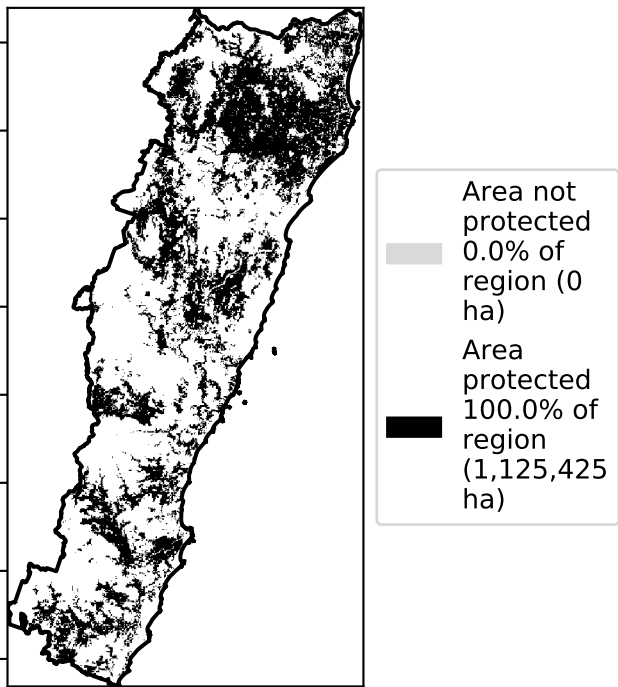 Area not
protected
0.0% of
region (0
ha)
Area
protected
100.0% of
region
(1,125,425
ha)